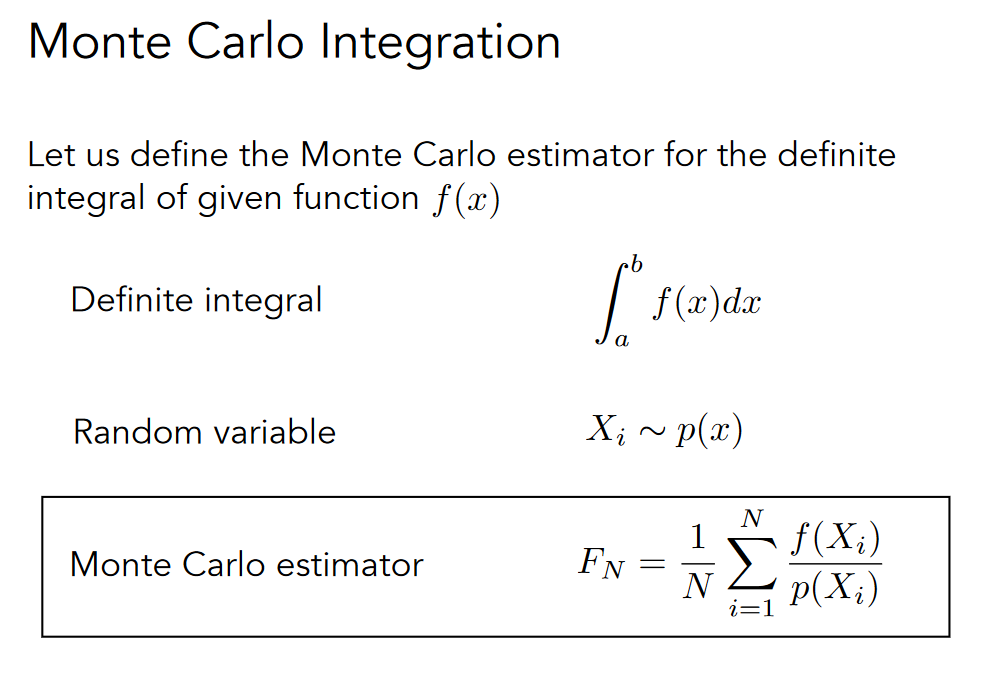 Monte Carlo Integration
Let us define the Monte Carlo estimator for the definite
integral of given function $f(x)$
Definite integral $\int_a^b f(x)dx$
Random variable $X_i \sim p(x)$
Monte Carlo estimator $F_N = \frac{1}{N} \sum_{i=1}^{N} \frac{f(X_i)}{p(X_i)}$